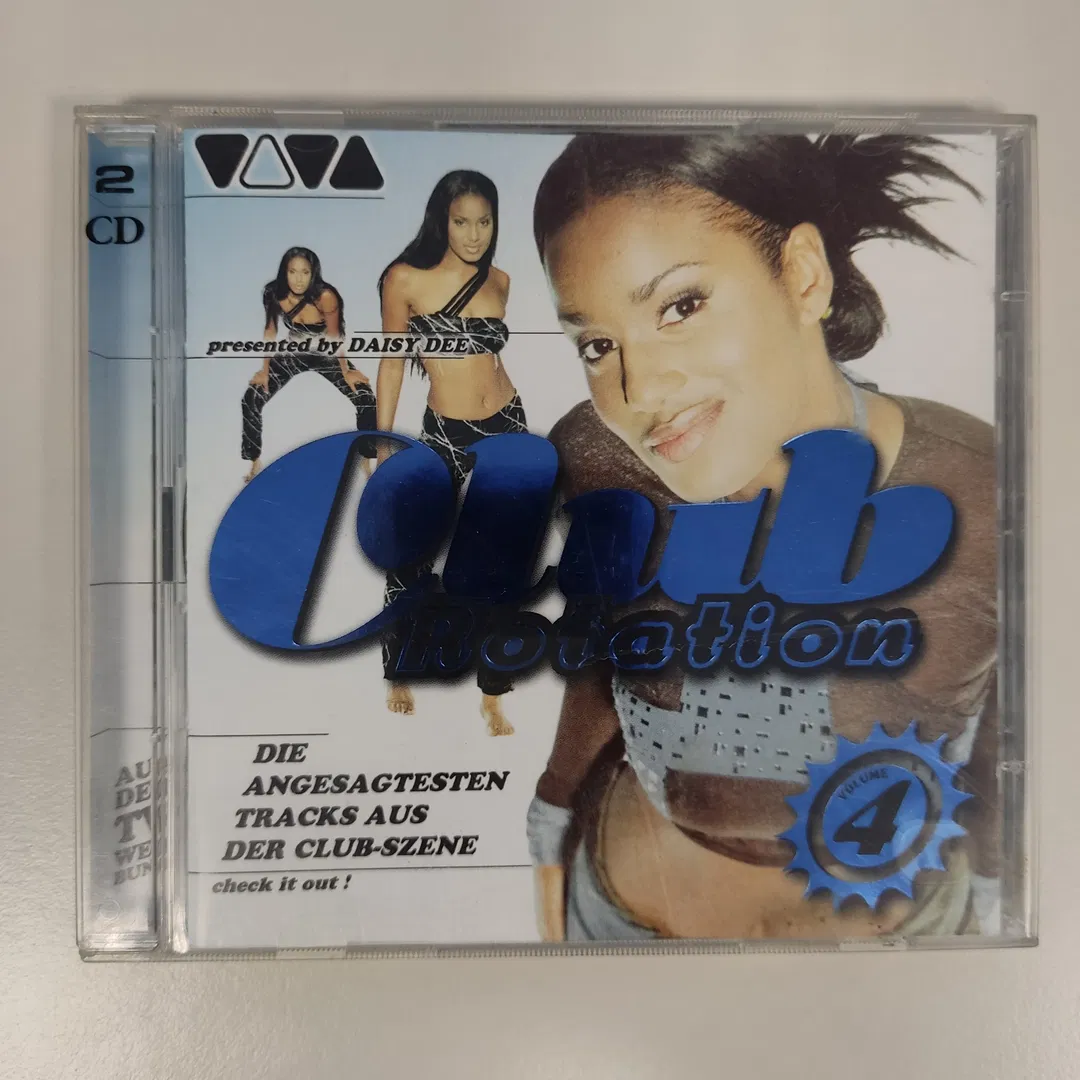 2
CD
VIVA
presented by DAISY DEE
Club
Rotation
DIE
ANGESAGTESTEN
TRACKS AUS
DER CLUB-SZENE
check it out !
VOLUME
4